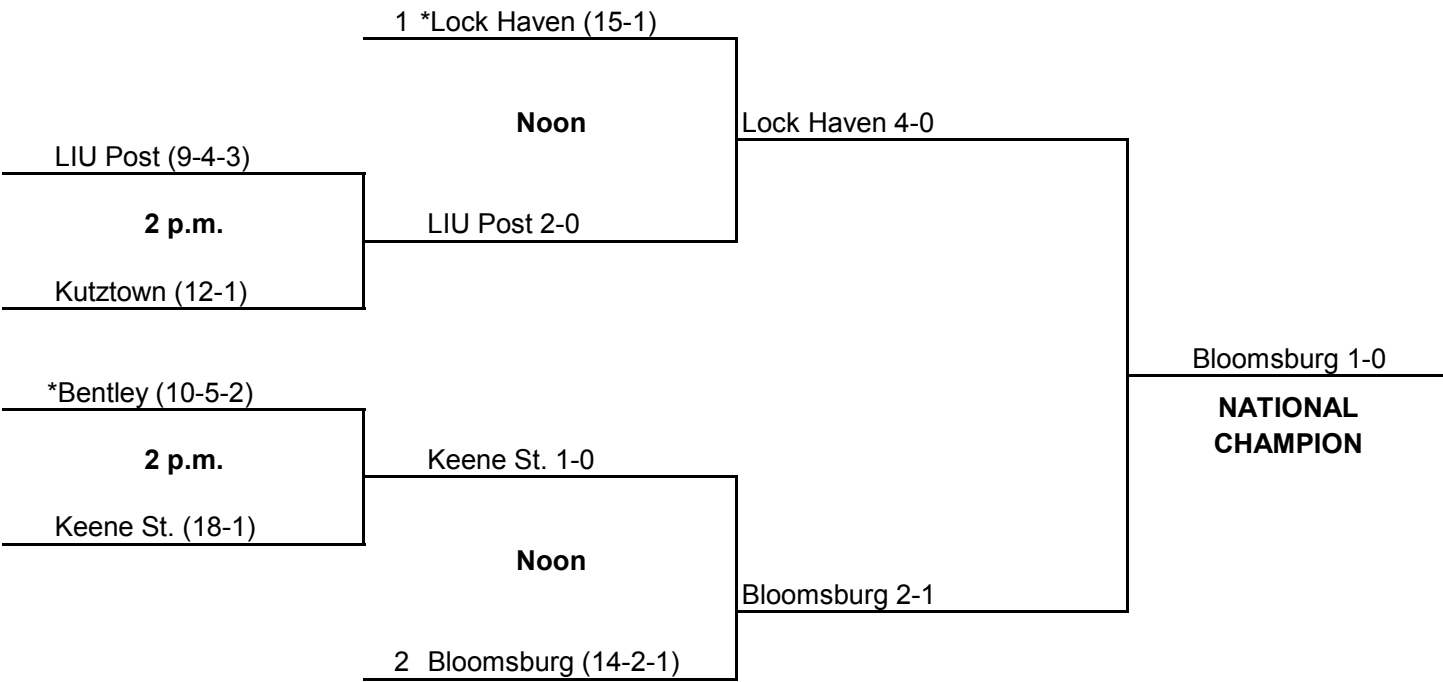 1 *Lock Haven (15-1)
Noon
Lock Haven 4-0
LIU Post (9-4-3)
2 p.m.
LIU Post 2-0
Kutztown (12-1)
Bloomsburg 1-0
*Bentley (10-5-2)
NATIONAL
CHAMPION
2 p.m.
Keene St. 1-0
Keene St. (18-1)
Noon
Bloomsburg 2-1
2 Bloomsburg (14-2-1)